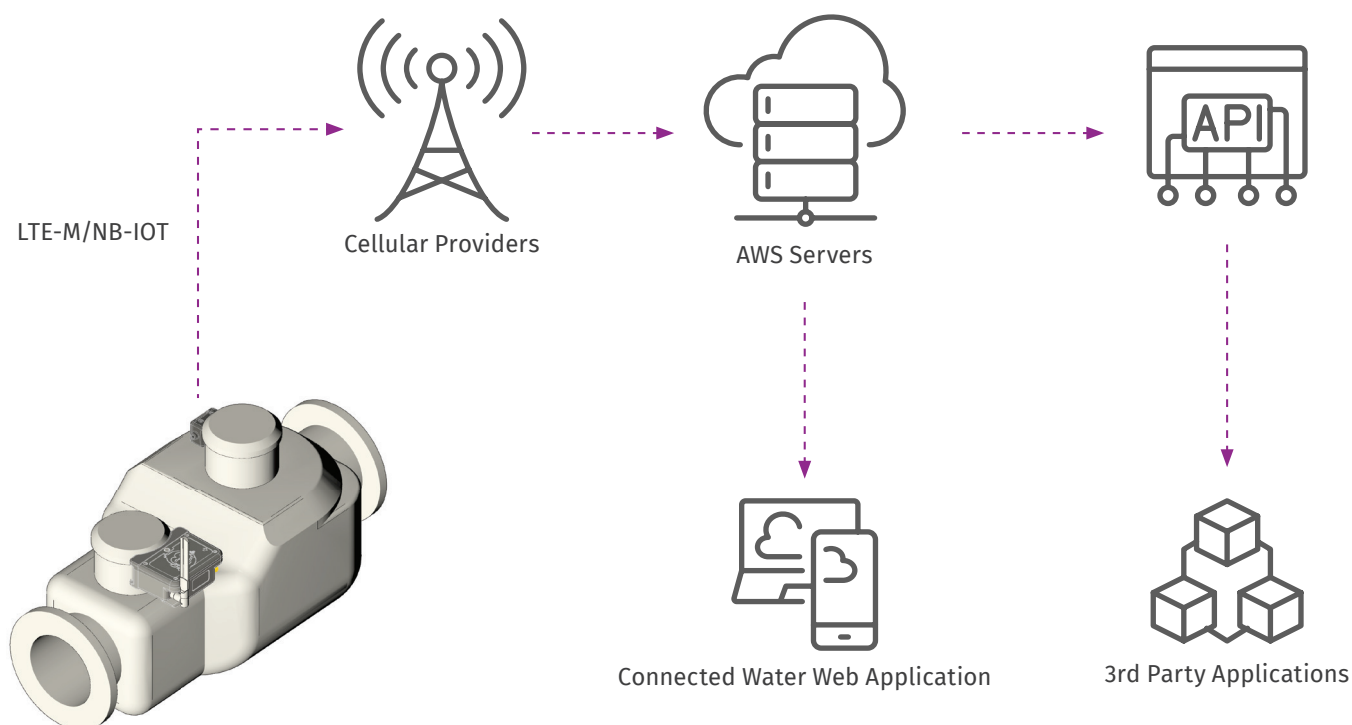 API
LTE-M/NB-IOT
Cellular Providers
AWS Servers
Connected Water Web Application
3rd Party Applications